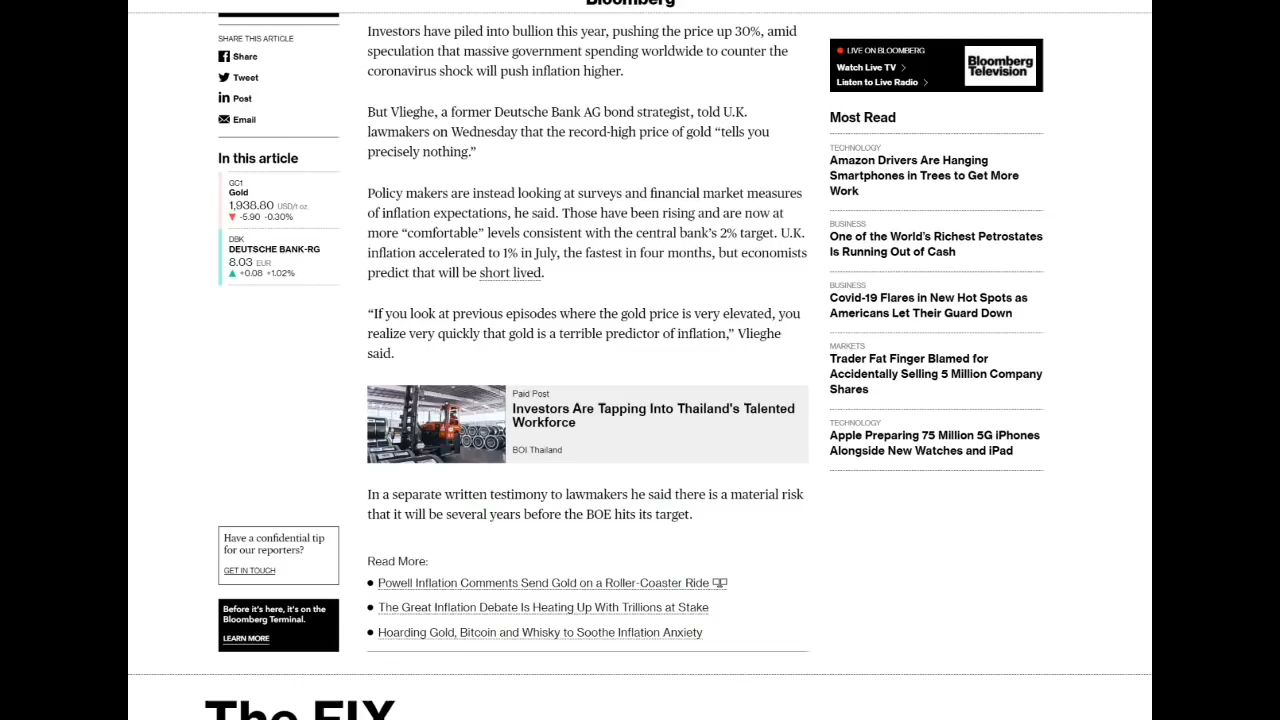 Bloomberg
SHARE THIS ARTICLE
Share
Tweet
Post
Email
In this article
GC1
Gold
1,938.80 USD/t oz.
▼ -5.90 -0.30%
DBK
DEUTSCHE BANK-RG
8.03 EUR
▲ +0.08 +1.02%
Have a confidential tip
for our reporters?
GET IN TOUCH
Before it's here, it's on the
Bloomberg Terminal.
LEARN MORE
Investors have piled into bullion this year, pushing the price up 30%, amid
speculation that massive government spending worldwide to counter the
coronavirus shock will push inflation higher.
But Vlieghe, a former Deutsche Bank AG bond strategist, told U.K.
lawmakers on Wednesday that the record-high price of gold “tells you
precisely nothing.”
Policy makers are instead looking at surveys and financial market measures
of inflation expectations, he said. Those have been rising and are now at
more “comfortable” levels consistent with the central bank’s 2% target. U.K.
inflation accelerated to 1% in July, the fastest in four months, but economists
predict that will be short lived.
“If you look at previous episodes where the gold price is very elevated, you
realize very quickly that gold is a terrible predictor of inflation,” Vlieghe
said.
Paid Post
Investors Are Tapping Into Thailand's Talented
Workforce
BOI Thailand
In a separate written testimony to lawmakers he said there is a material risk
that it will be several years before the BOE hits its target.
Read More:
• Powell Inflation Comments Send Gold on a Roller-Coaster Ride
• The Great Inflation Debate Is Heating Up With Trillions at Stake
• Hoarding Gold, Bitcoin and Whisky to Soothe Inflation Anxiety
LIVE ON BLOOMBERG
Watch Live TV >
Listen to Live Radio >
Bloomberg
Television
Most Read
TECHNOLOGY
Amazon Drivers Are Hanging
Smartphones in Trees to Get More
Work
BUSINESS
One of the World’s Richest Petrostates
Is Running Out of Cash
BUSINESS
Covid-19 Flares in New Hot Spots as
Americans Let Their Guard Down
MARKETS
Trader Fat Finger Blamed for
Accidentally Selling 5 Million Company
Shares
TECHNOLOGY
Apple Preparing 75 Million 5G iPhones
Alongside New Watches and iPad
The FIX